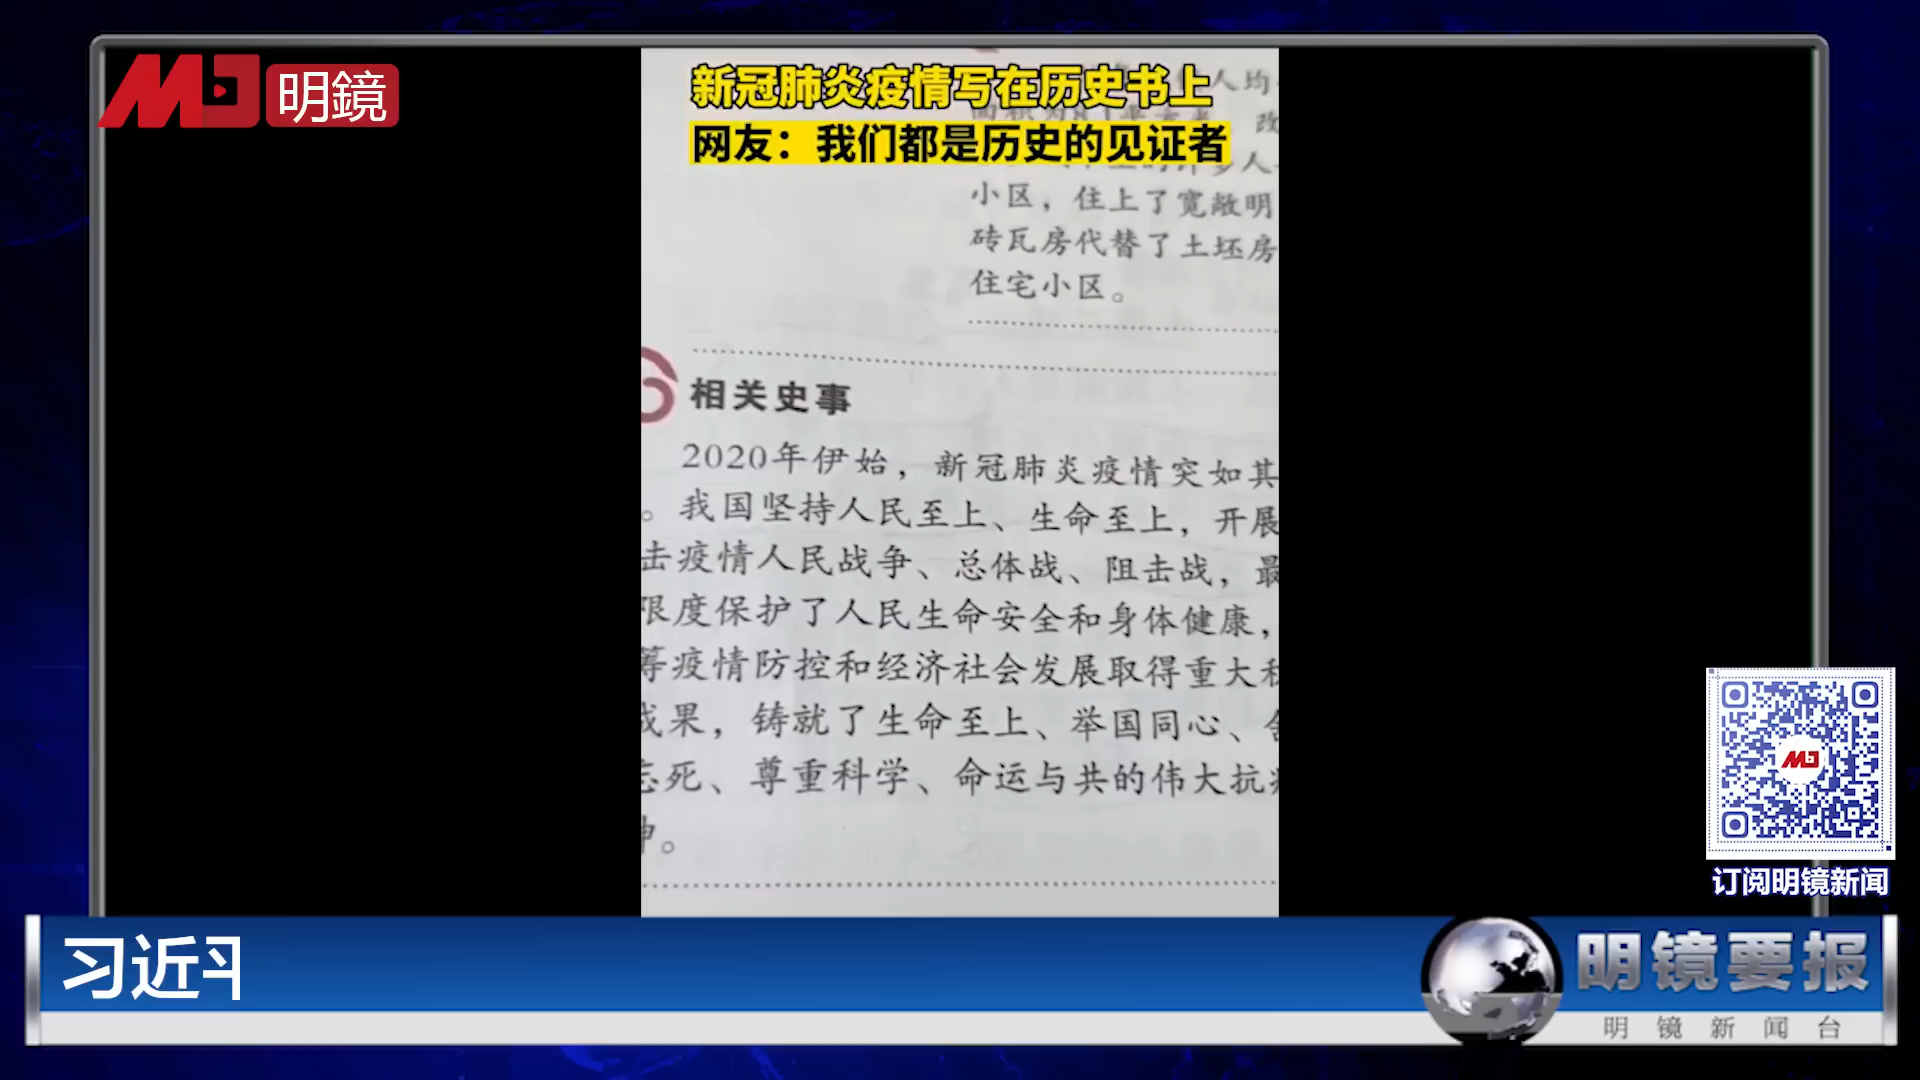 明鏡
新冠肺炎疫情写在历史书上
网友：我们都是历史的见证者
人均
改
小区，住上了宽敞明
砖瓦房代替了土坯房
住宅小区。
相关史事
2020年伊始，新冠肺炎疫情突如其
。我国坚持人民至上、生命至上，开展
击疫情人民战争、总体战、阻击战，最
限度保护了人民生命安全和身体健康，
筹疫情防控和经济社会发展取得重大
成果，铸就了生命至上、举国同心、
忘死、尊重科学、命运与共的伟大抗
。
订阅明镜新闻
习近
明镜要报
明镜新闻台